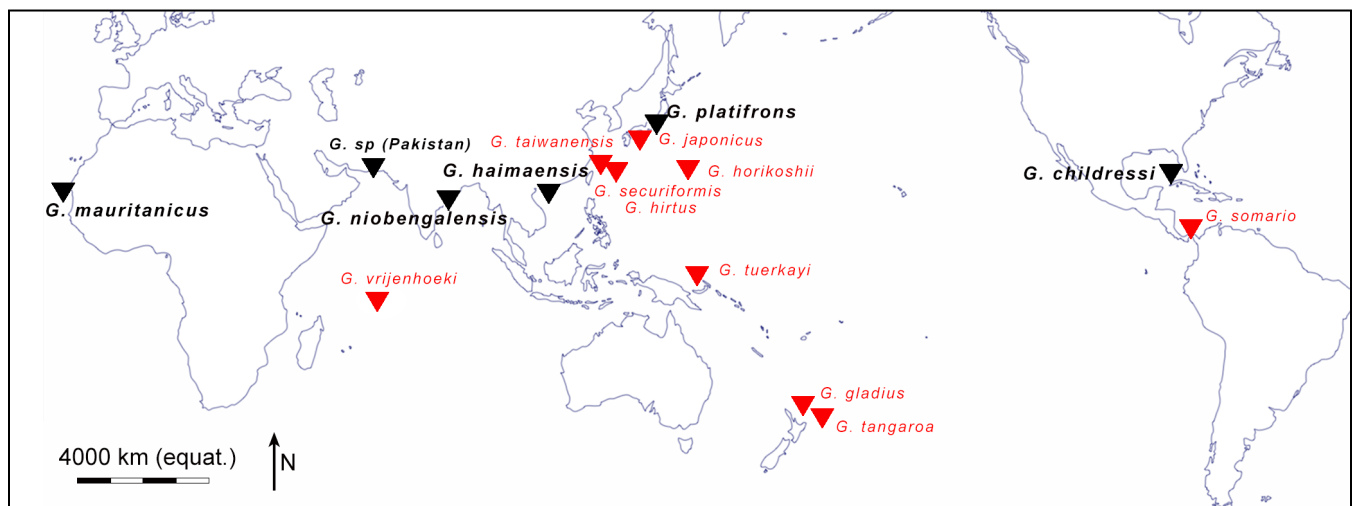 G. platifrons
G. sp (Pakistan)
G. taiwanensis
G. japonicus
G. haimaensis
G. horikoshii
G. childressi
G. mauritanicus
G. niobengalensis
G. securiformis
G. hirtus
G. somario
G. vrijenhoeki
G. tuerkayi
G. gladius
G. tangaroa
4000 km (equat.)
N